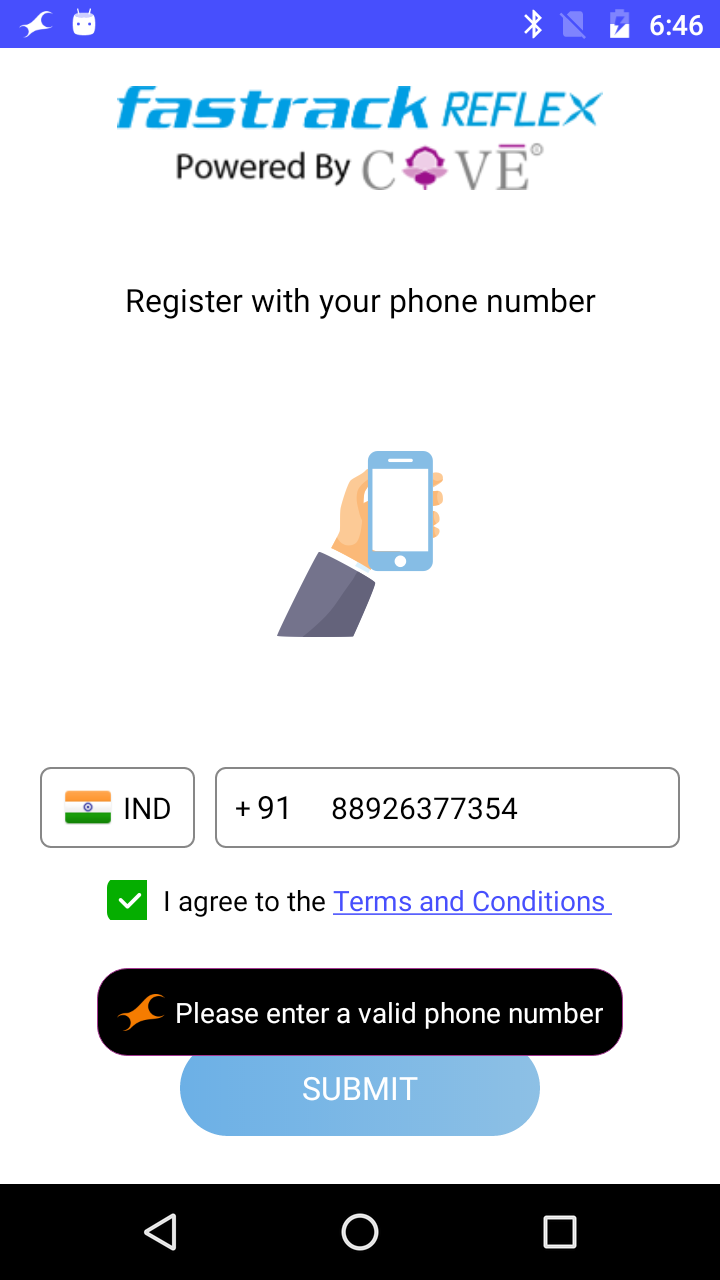 6:46
fastrack REFLEX
Powered By COVE®
Register with your phone number
IND
+ 91 88926377354
I agree to the Terms and Conditions
Please enter a valid phone number
SUBMIT